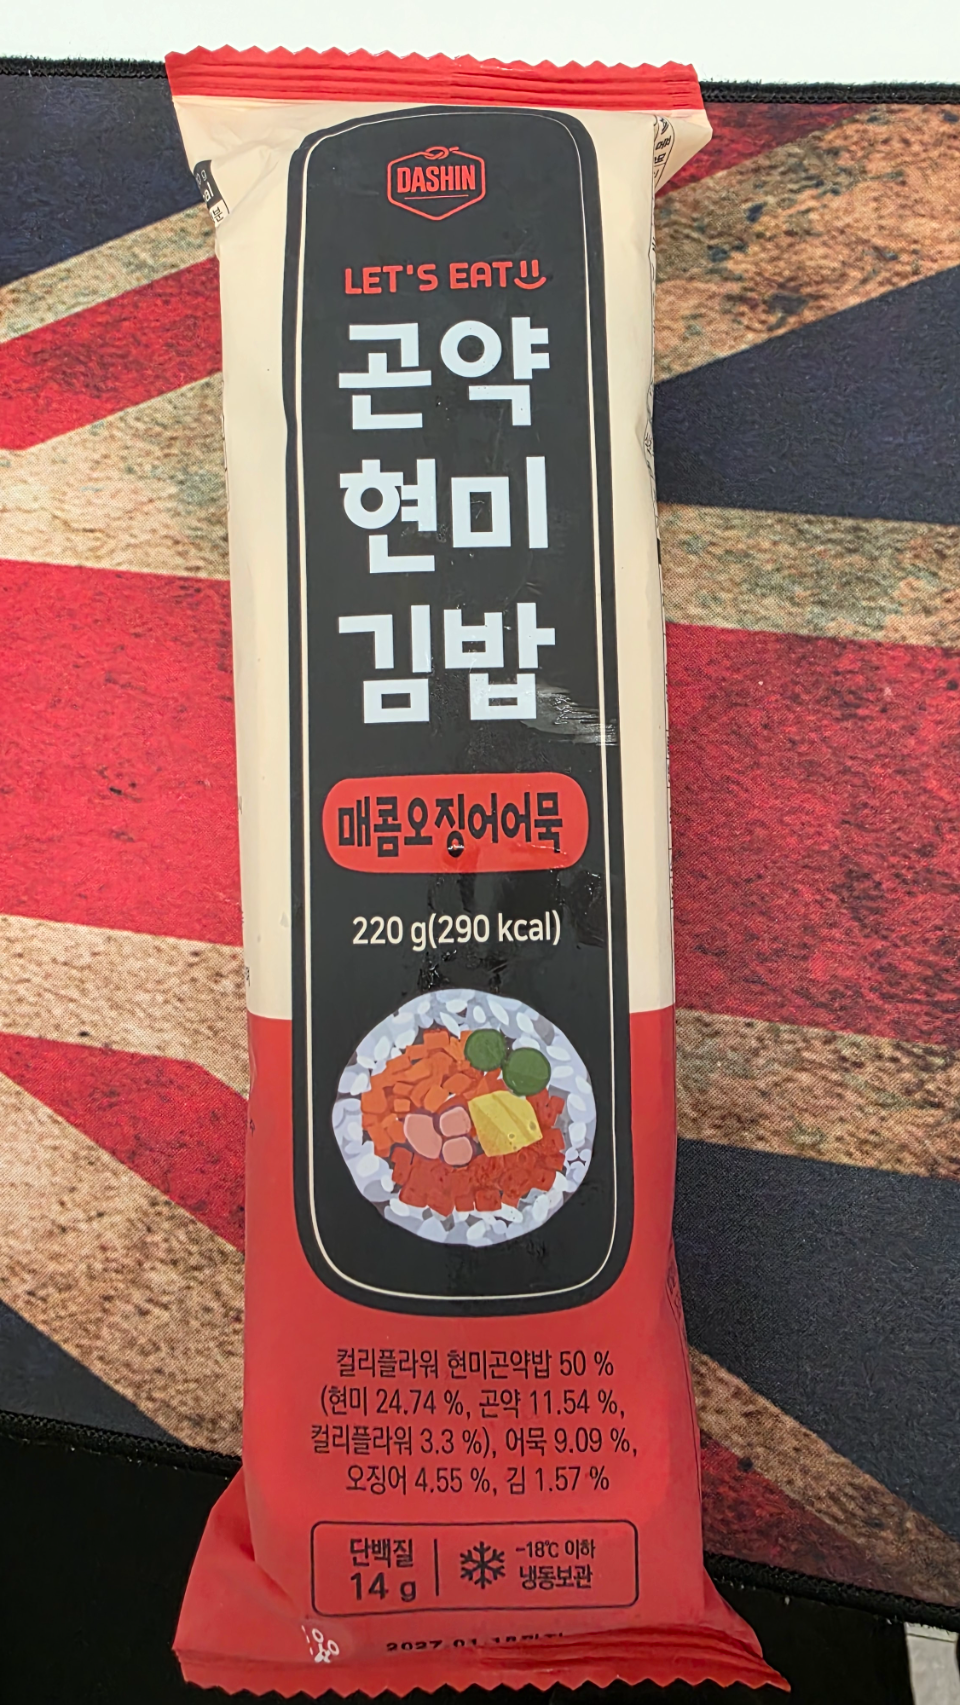 DASHIN
LET'S EAT
곤약
현미
김밥
매콤오징어어묵
220 g(290 kcal)
컬리플라워 현미곤약밥 50 %
(현미 24.74 %, 곤약 11.54 %,
컬리플라워 3.3 %), 어묵 9.09 %,
오징어 4.55 %, 김 1.57 %
단백질
14 g
-18℃ 이하
냉동보관